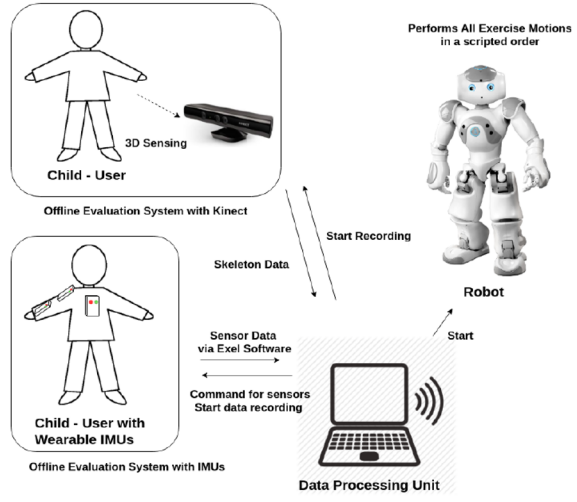 Performs All Exercise Motions
in a scripted order
3D Sensing
Child - User
Offline Evaluation System with Kinect
Start Recording
Skeleton Data
Robot
Sensor Data
via Exel Software
Start
Command for sensors
Start data recording
Child - User with
Wearable IMUs
Offline Evaluation System with IMUs
Data Processing Unit